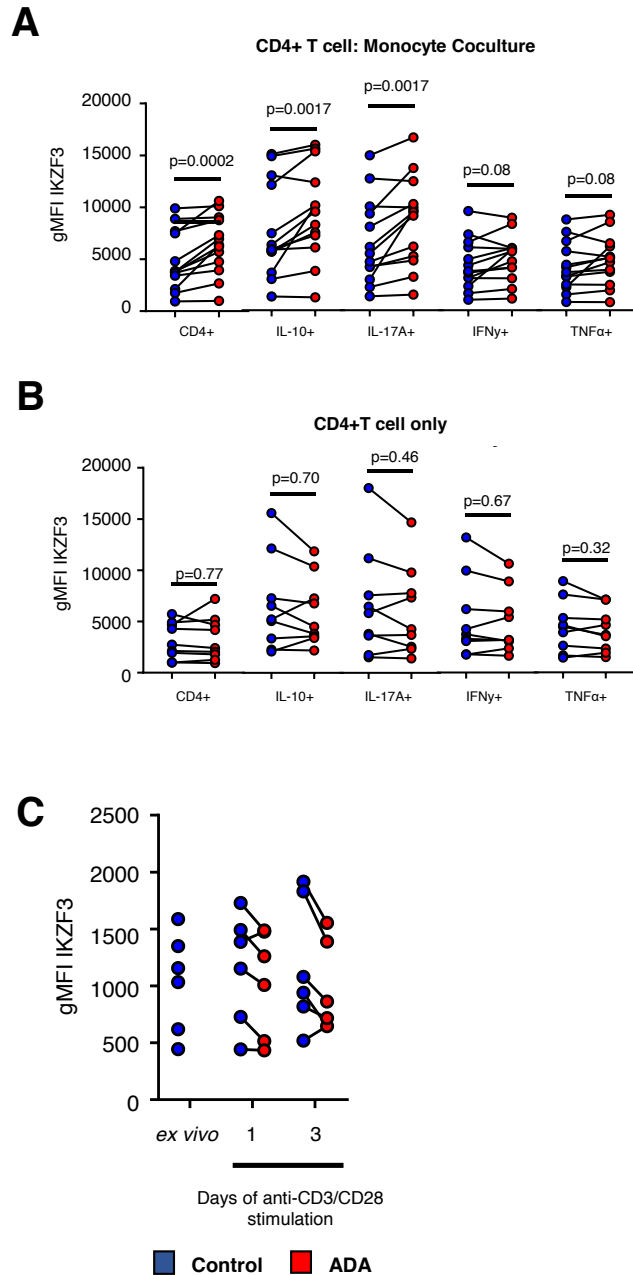 A
CD4+ T cell: Monocyte Coculture
gMFI IKZF3
20000
15000
10000
5000
0
p=0.0002
p=0.0017
p=0.0017
p=0.08
p=0.08
CD4+ IL-10+ IL-17A+ IFNy+ TNFα+
B
CD4+T cell only
gMFI IKZF3
20000
15000
10000
5000
0
p=0.77
p=0.70
p=0.46
p=0.67
p=0.32
CD4+ IL-10+ IL-17A+ IFNy+ TNFα+
C
gMFI IKZF3
2500
2000
1500
1000
500
0
ex vivo 1 3
Days of anti-CD3/CD28
stimulation
Control ADA